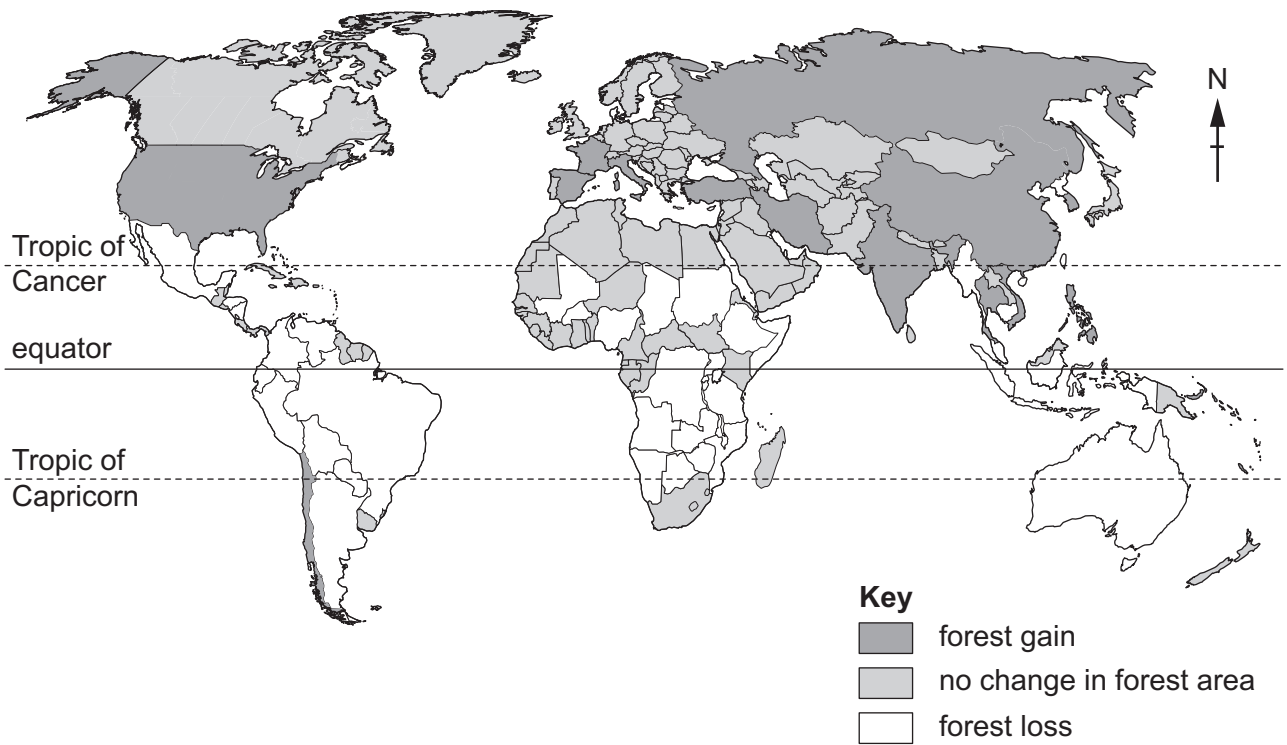 N
Tropic of
Cancer
equator
Tropic of
Capricorn
Key
forest gain
no change in forest area
forest loss